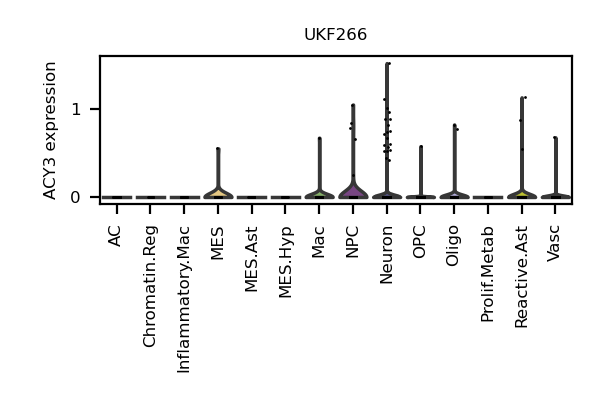 UKF266
ACY3 expression
1
0
AC
Chromatin.Reg
Inflammatory.Mac
MES
MES.Ast
MES.Hyp
Mac
NPC
Neuron
OPC
Oligo
Prolif.Metab
Reactive.Ast
Vasc